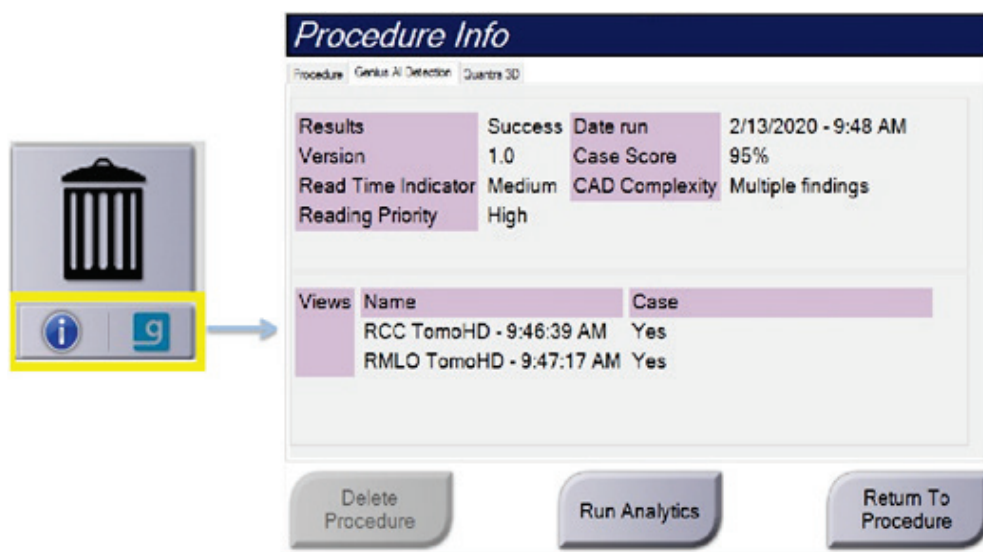 Procedure Info
Procedure Genius AI Detection Quantra 3D
Results Success Date run 2/13/2020 - 9:48 AM
Version 1.0 Case Score 95%
Read Time Indicator Medium CAD Complexity Multiple findings
Reading Priority High
i g
Views Name Case
RCC TomoHD - 9:46:39 AM Yes
RMLO TomoHD - 9:47:17 AM Yes
Delete
Procedure
Run Analytics
Return To
Procedure